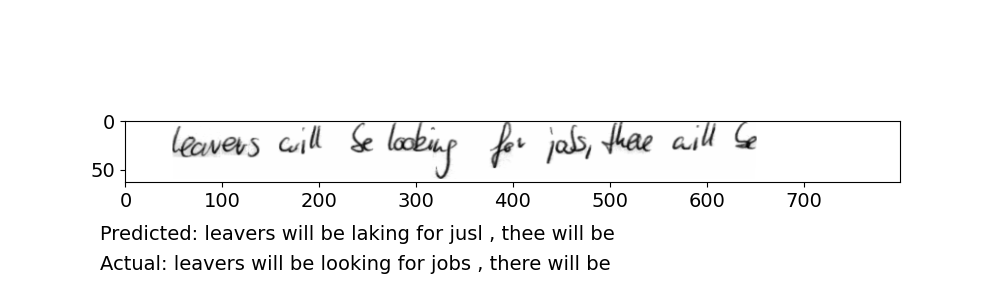 0
leavers will be looking for jobs, there will be
50
0 100 200 300 400 500 600 700
Predicted: leavers will be laking for jusl , thee will be
Actual: leavers will be looking for jobs , there will be